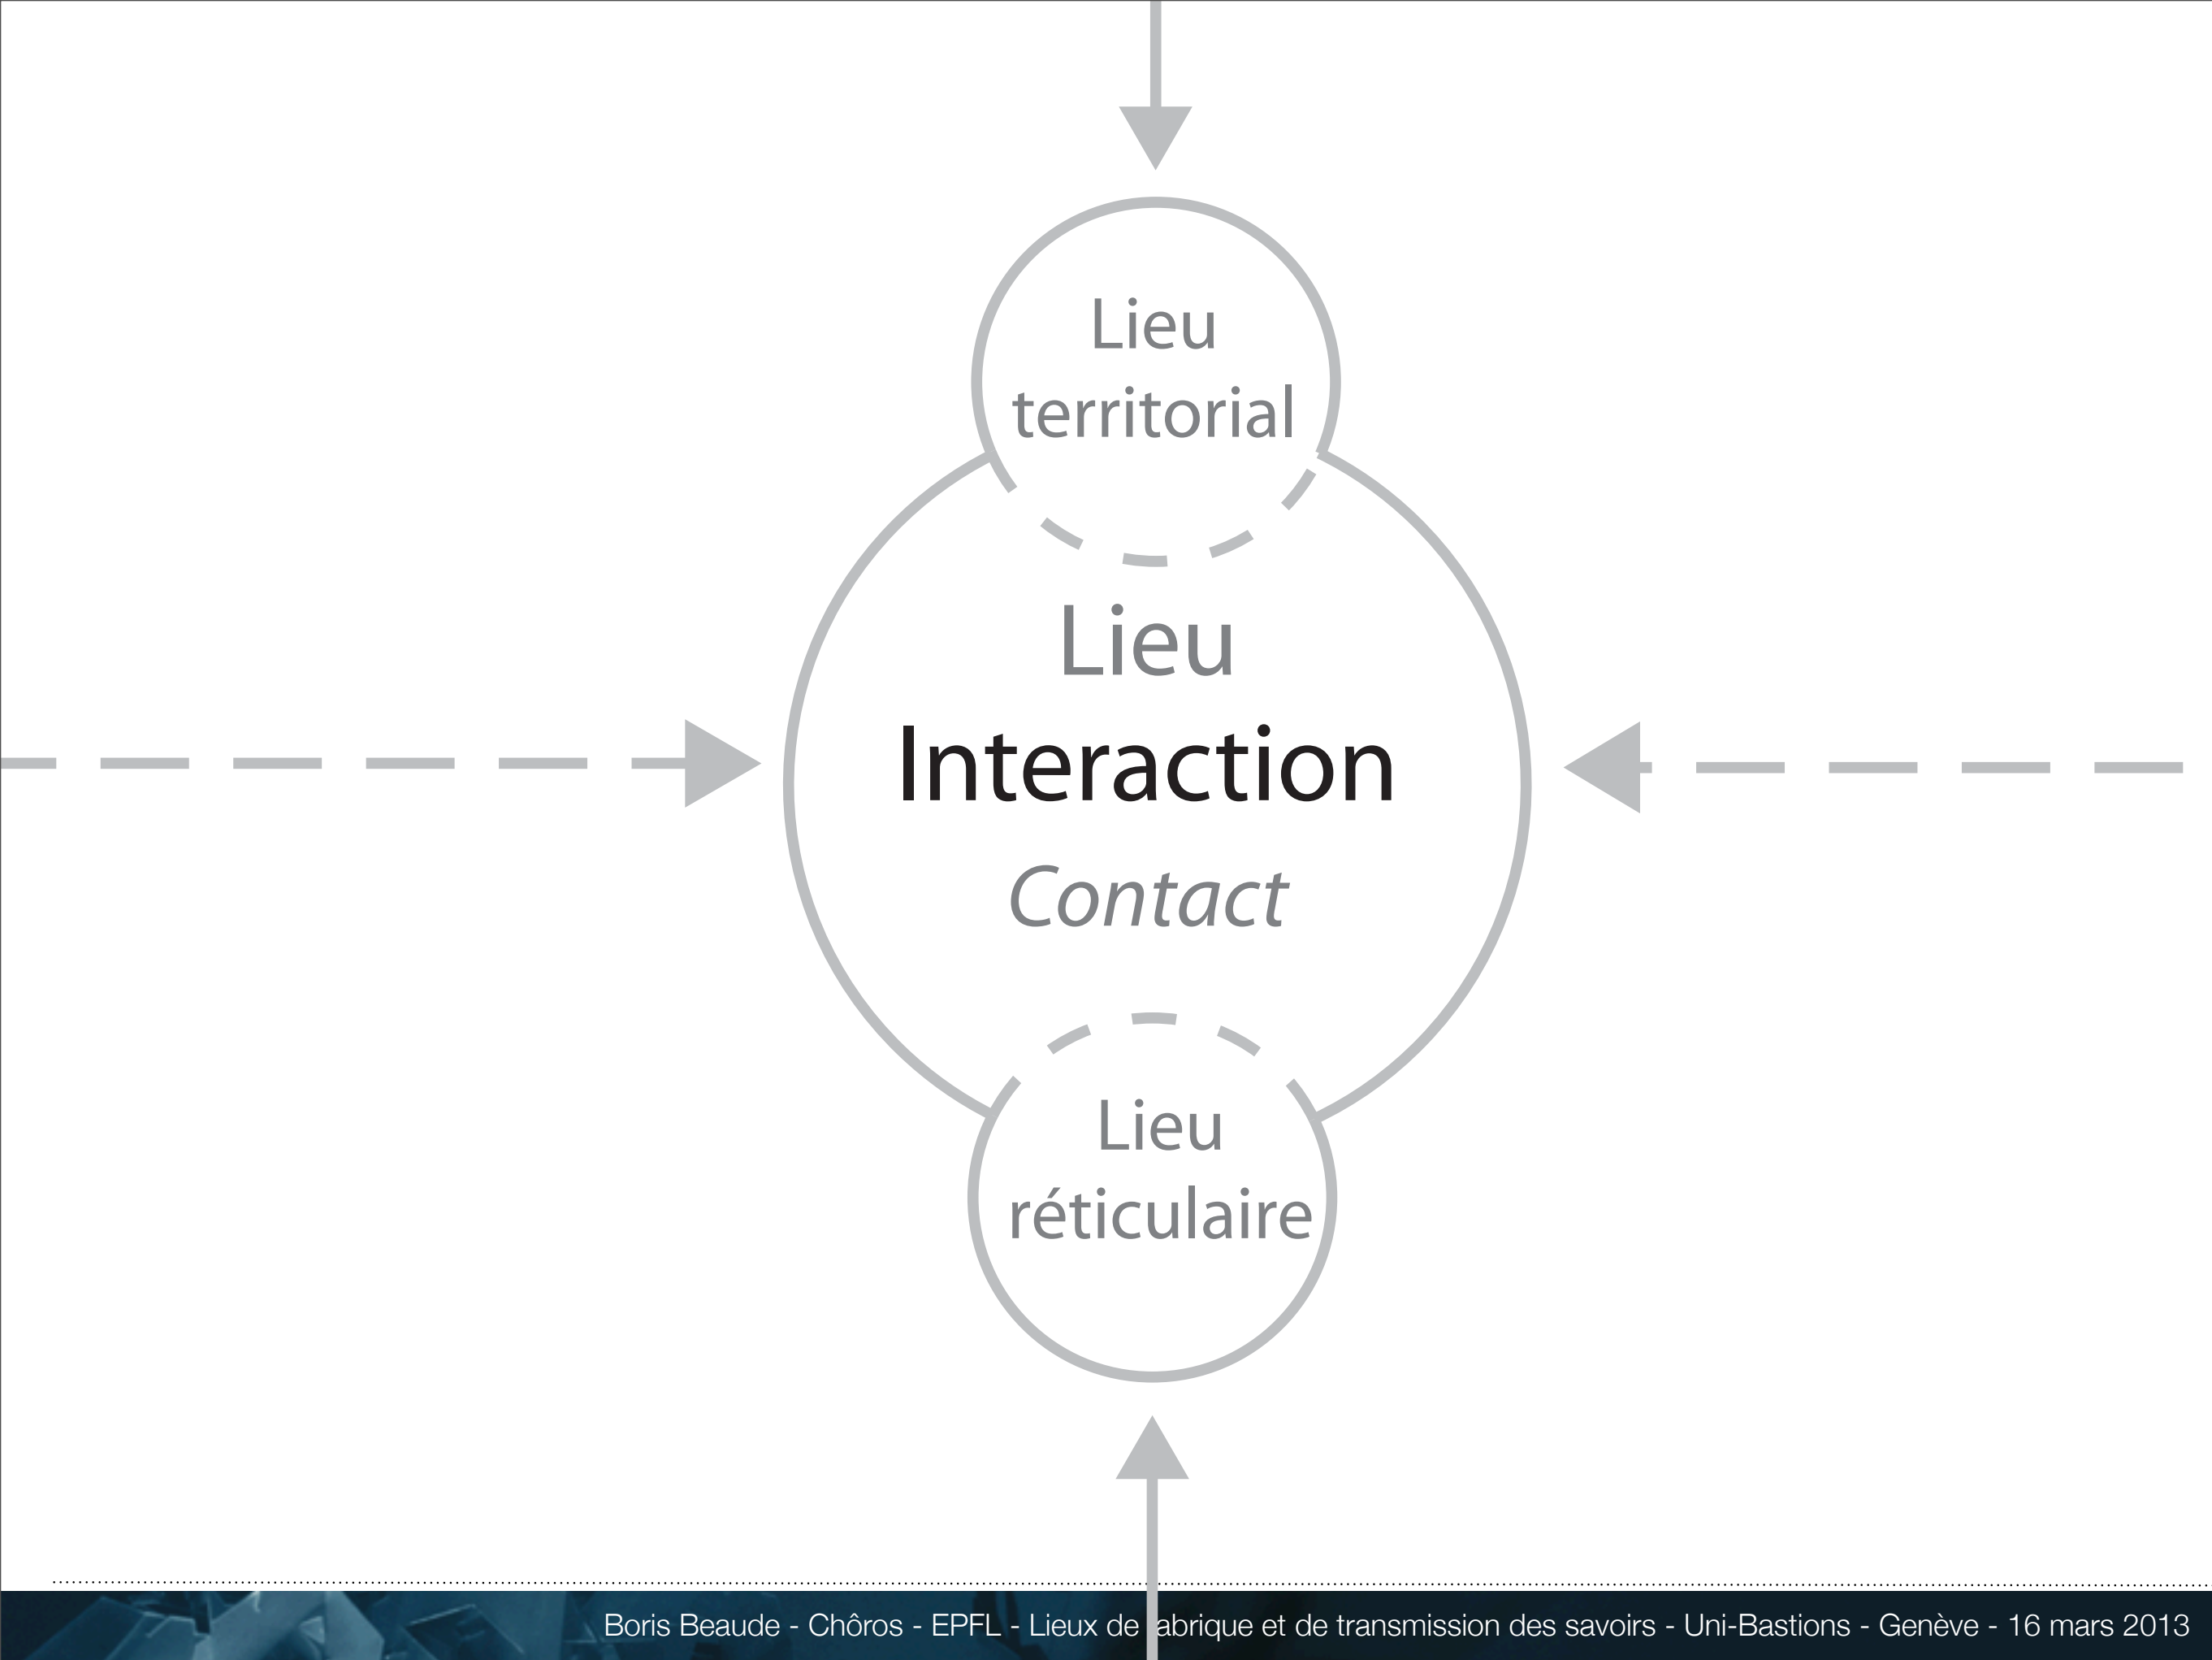 Lieu
territorial
Lieu
Interaction
Contact
Lieu
réticulaire
Boris Beaude - Chôros - EPFL - Lieux de fabrique et de transmission des savoirs - Uni-Bastions - Genève - 16 mars 2013